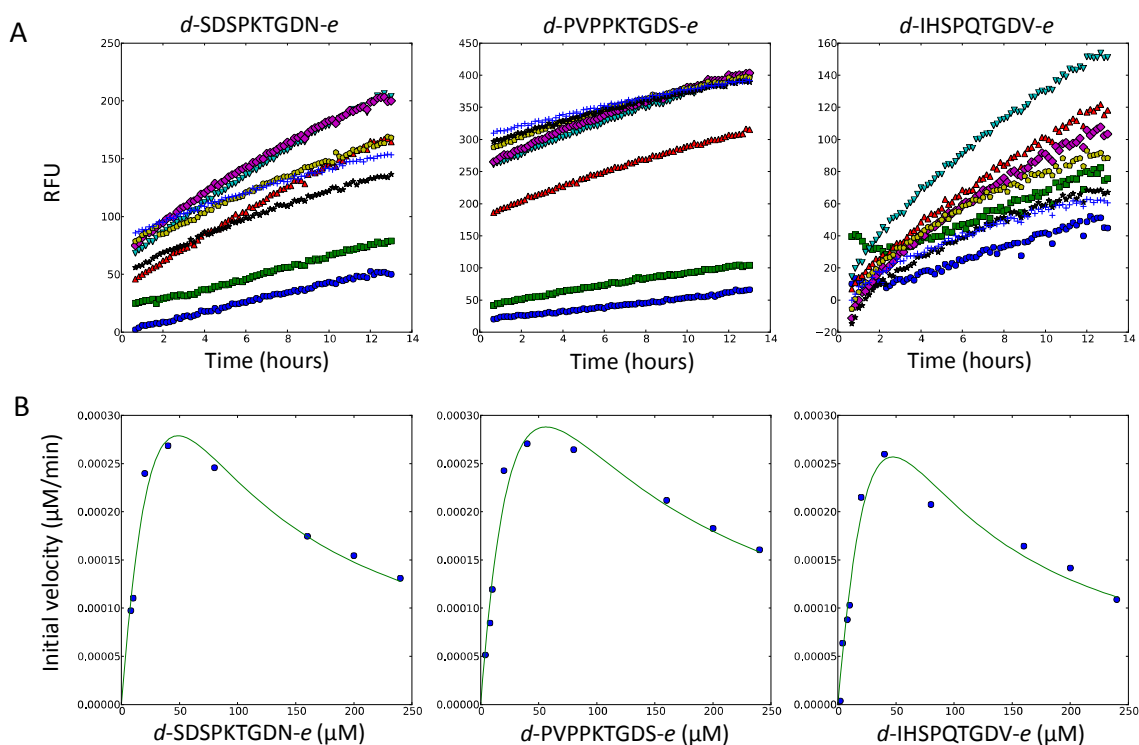 A
d-SDSPKTGDN-e
d-PVPPKTGDS-e
d-IHSPQTGDV-e
RFU
250
200
150
100
50
0
0 2 4 6 8 10 12 14
Time (hours)
450
400
350
300
250
200
150
100
50
0
0 2 4 6 8 10 12 14
Time (hours)
160
140
120
100
80
60
40
20
0
−20
0 2 4 6 8 10 12 14
Time (hours)
B
Initial velocity (µM/min)
0.00030
0.00025
0.00020
0.00015
0.00010
0.00005
0.00000
0 50 100 150 200 250
d-SDSPKTGDN-e (µM)
0.00030
0.00025
0.00020
0.00015
0.00010
0.00005
0.00000
0 50 100 150 200 250
d-PVPPKTGDS-e (µM)
0.00030
0.00025
0.00020
0.00015
0.00010
0.00005
0.00000
0 50 100 150 200 250
d-IHSPQTGDV-e (µM)